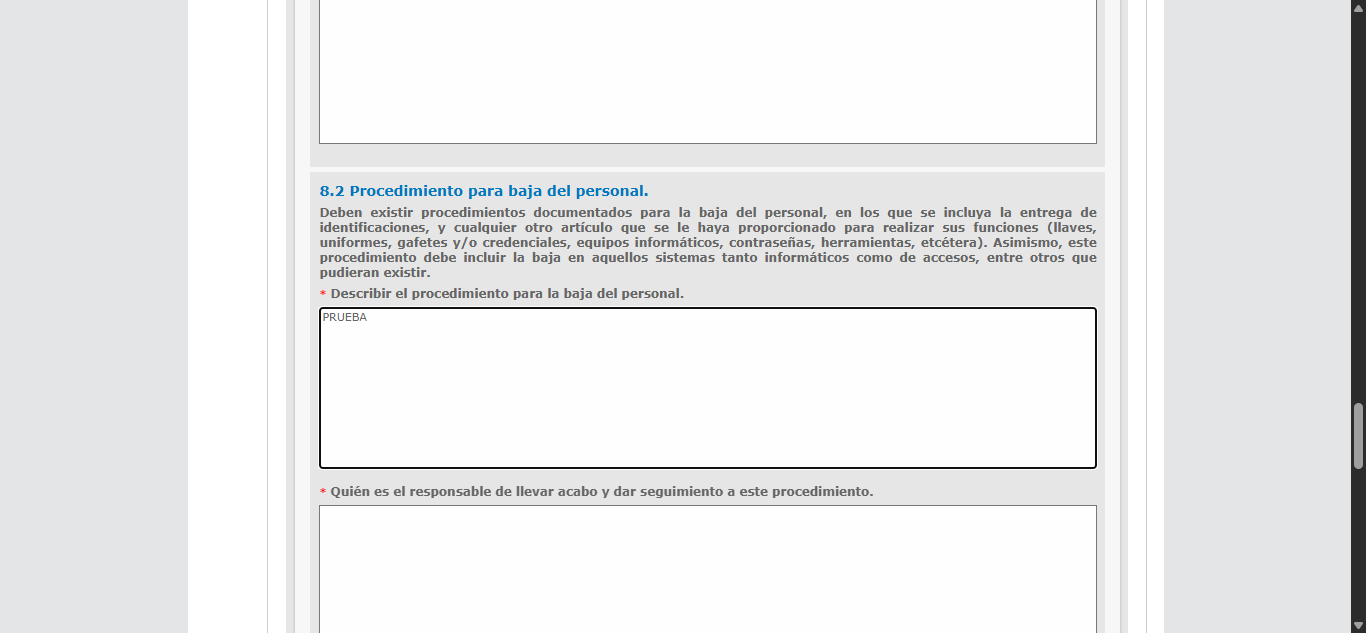 8.2 Procedimiento para baja del personal.
Deben existir procedimientos documentados para la baja del personal, en los que se incluya la entrega de
identificaciones, y cualquier otro artículo que se le haya proporcionado para realizar sus funciones (llaves,
uniformes, gafetes y/o credenciales, equipos informáticos, contraseñas, herramientas, etcétera). Asimismo, este
procedimiento debe incluir la baja en aquellos sistemas tanto informáticos como de accesos, entre otros que
pudieran existir.
* Describir el procedimiento para la baja del personal.
PRUEBA
* Quién es el responsable de llevar acabo y dar seguimiento a este procedimiento.